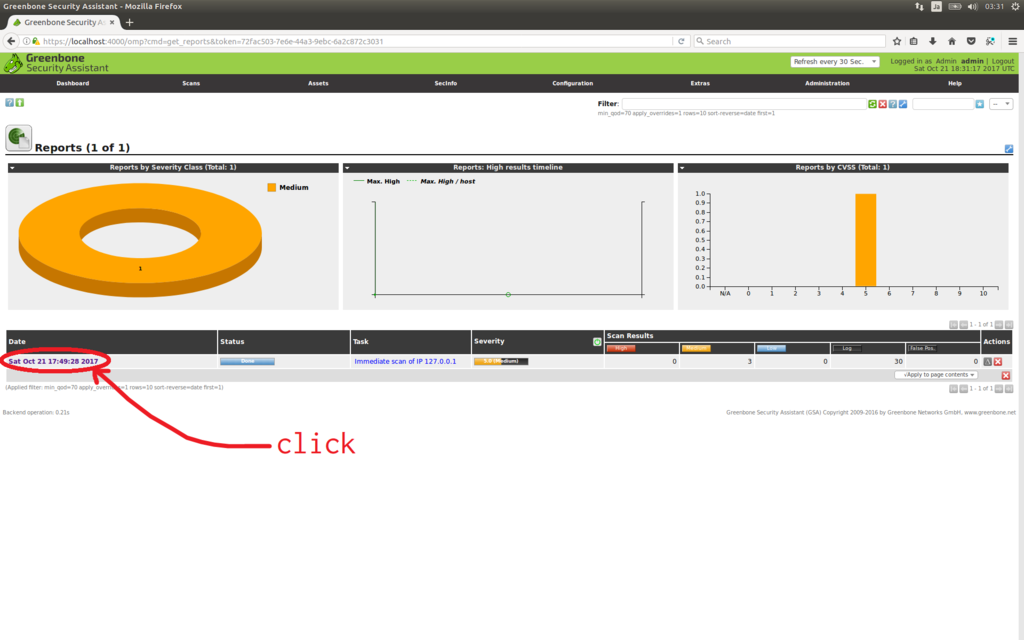 Greenbone Security Assistant - Mozilla Firefox
Ja
03:31
Greenbone Security A
https://localhost:4000/omp?cmd=get_reports&token=72fac503-7e6e-44a3-9ebc-6a2c872c3031
Search
Greenbone
Security Assistant
Refresh every 30 Sec.
Logged in as Admin admin | Logout
Sat Oct 21 18:31:17 2017 UTC
Dashboard Scans Assets SecInfo Configuration Extras Administration Help
Filter:
--
min_qod=70 apply_overrides=1 rows=10 sort-reverse=date first=1
Reports (1 of 1)
Reports by Severity Class (Total: 1)
Medium
1
Reports: High results timeline
Max. High Max. High / host
Reports by CVSS (Total: 1)
1.0
0.9
0.8
0.7
0.6
0.5
0.4
0.3
0.2
0.1
0.0
N/A 0 1 2 3 4 5 6 7 8 9 10
1 - 1 of 1
Date Status Task Severity Scan Results Actions
High Medium Low Log False Pos.
Sat Oct 21 17:49:28 2017 Done Immediate scan of IP 127.0.0.1 5.0 (Medium) 0 3 0 30 0
√Apply to page contents
(Applied filter: min_qod=70 apply_overrides=1 rows=10 sort-reverse=date first=1)
1 - 1 of 1
Backend operation: 0.21s
Greenbone Security Assistant (GSA) Copyright 2009-2016 by Greenbone Networks GmbH, www.greenbone.net
click